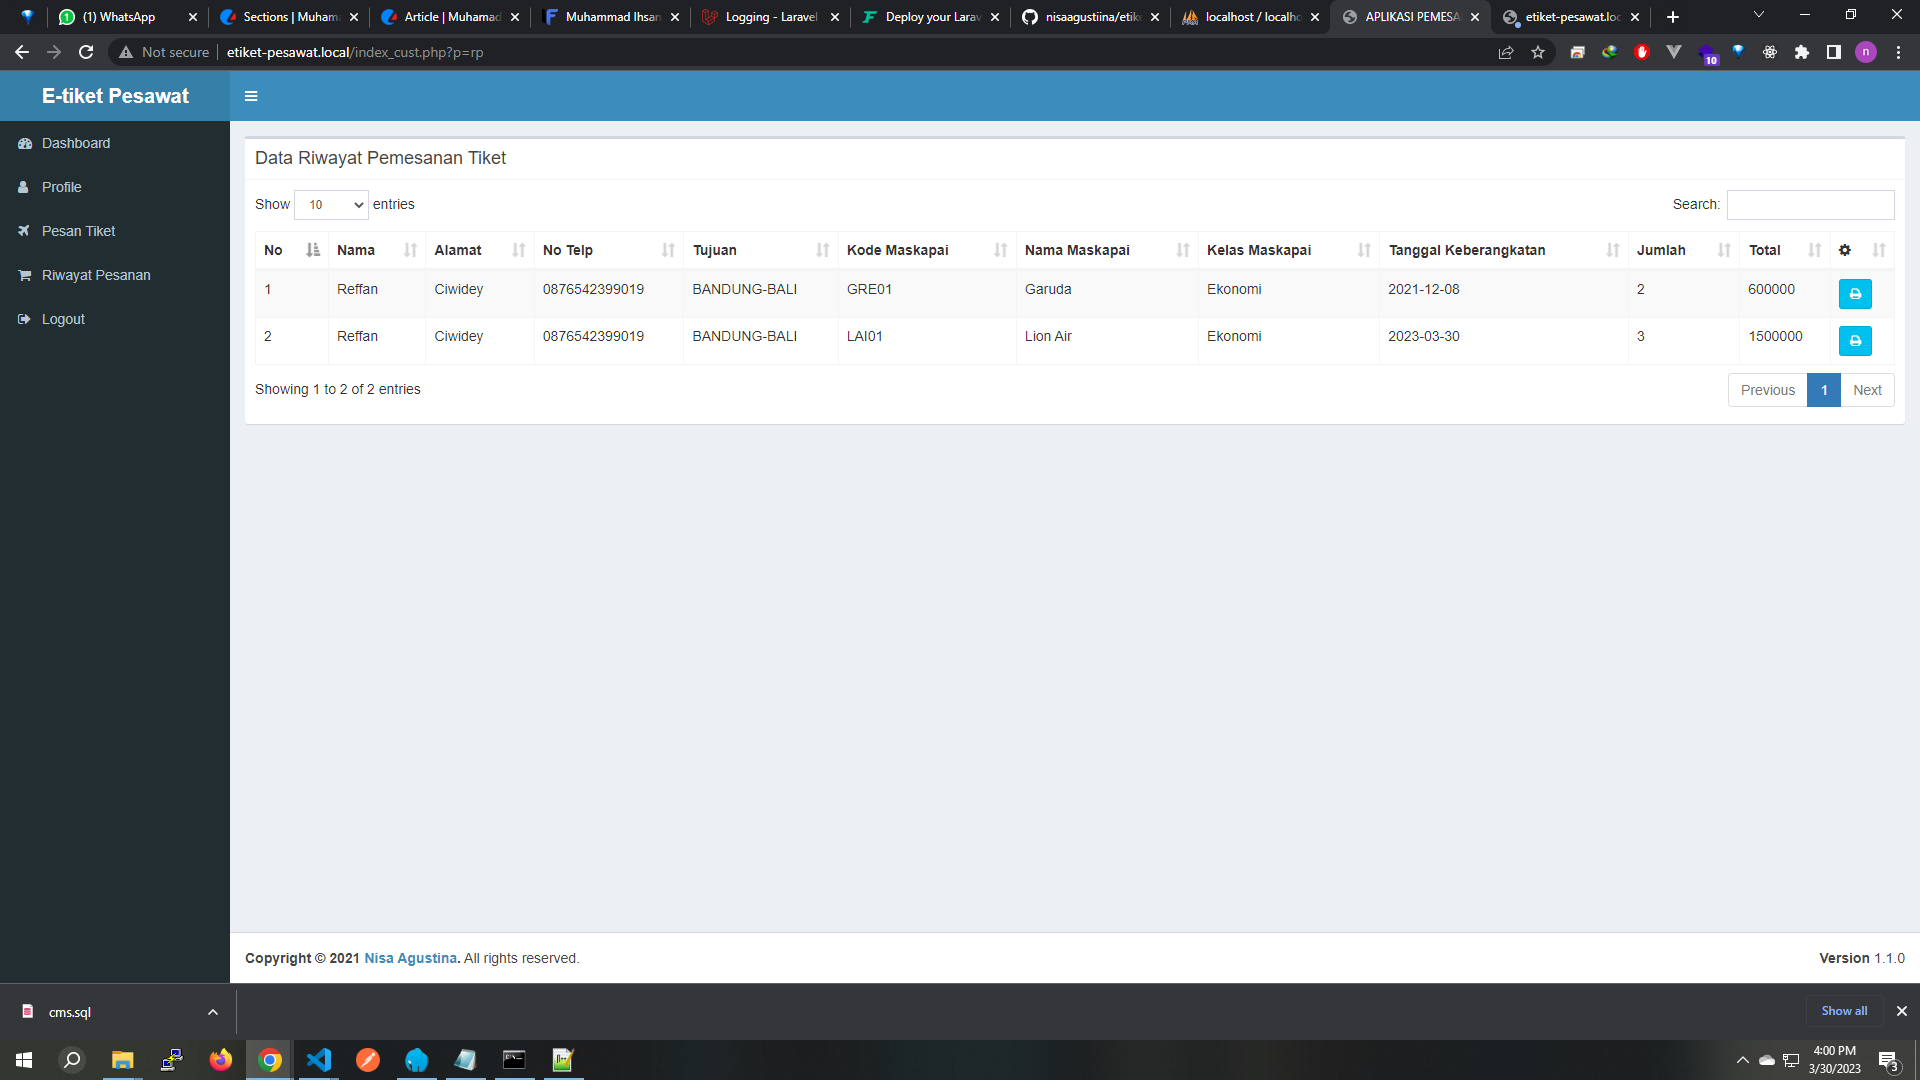 (1) WhatsApp
Sections | Muham
Article | Muhamad
Muhammad Ihsan
Logging - Laravel
Deploy your Larav
nisaagustiina/etik
localhost / localho
APLIKASI PEMESA
etiket-pesawat.loc
Not secure
etiket-pesawat.local/index_cust.php?p=rp
10
n
E-tiket Pesawat
Dashboard
Profile
Pesan Tiket
Riwayat Pesanan
Logout
Data Riwayat Pemesanan Tiket
Show 10 entries
Search:
No Nama Alamat No Telp Tujuan Kode Maskapai Nama Maskapai Kelas Maskapai Tanggal Keberangkatan Jumlah Total
1 Reffan Ciwidey 0876542399019 BANDUNG-BALI GRE01 Garuda Ekonomi 2021-12-08 2 600000
2 Reffan Ciwidey 0876542399019 BANDUNG-BALI LAI01 Lion Air Ekonomi 2023-03-30 3 1500000
Showing 1 to 2 of 2 entries
Previous 1 Next
Copyright © 2021 Nisa Agustina. All rights reserved.
Version 1.1.0
cms.sql
Show all
4:00 PM
3/30/2023
3